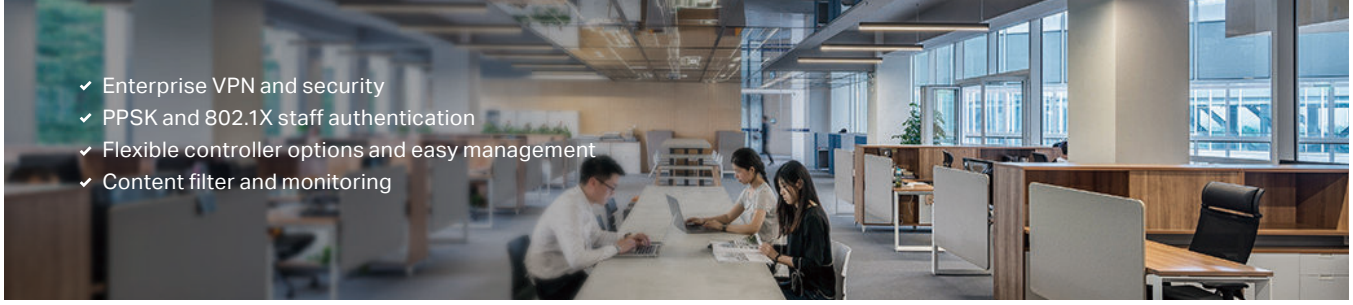 Enterprise VPN and security
PPSK and 802.1X staff authentication
Flexible controller options and easy management
Content filter and monitoring